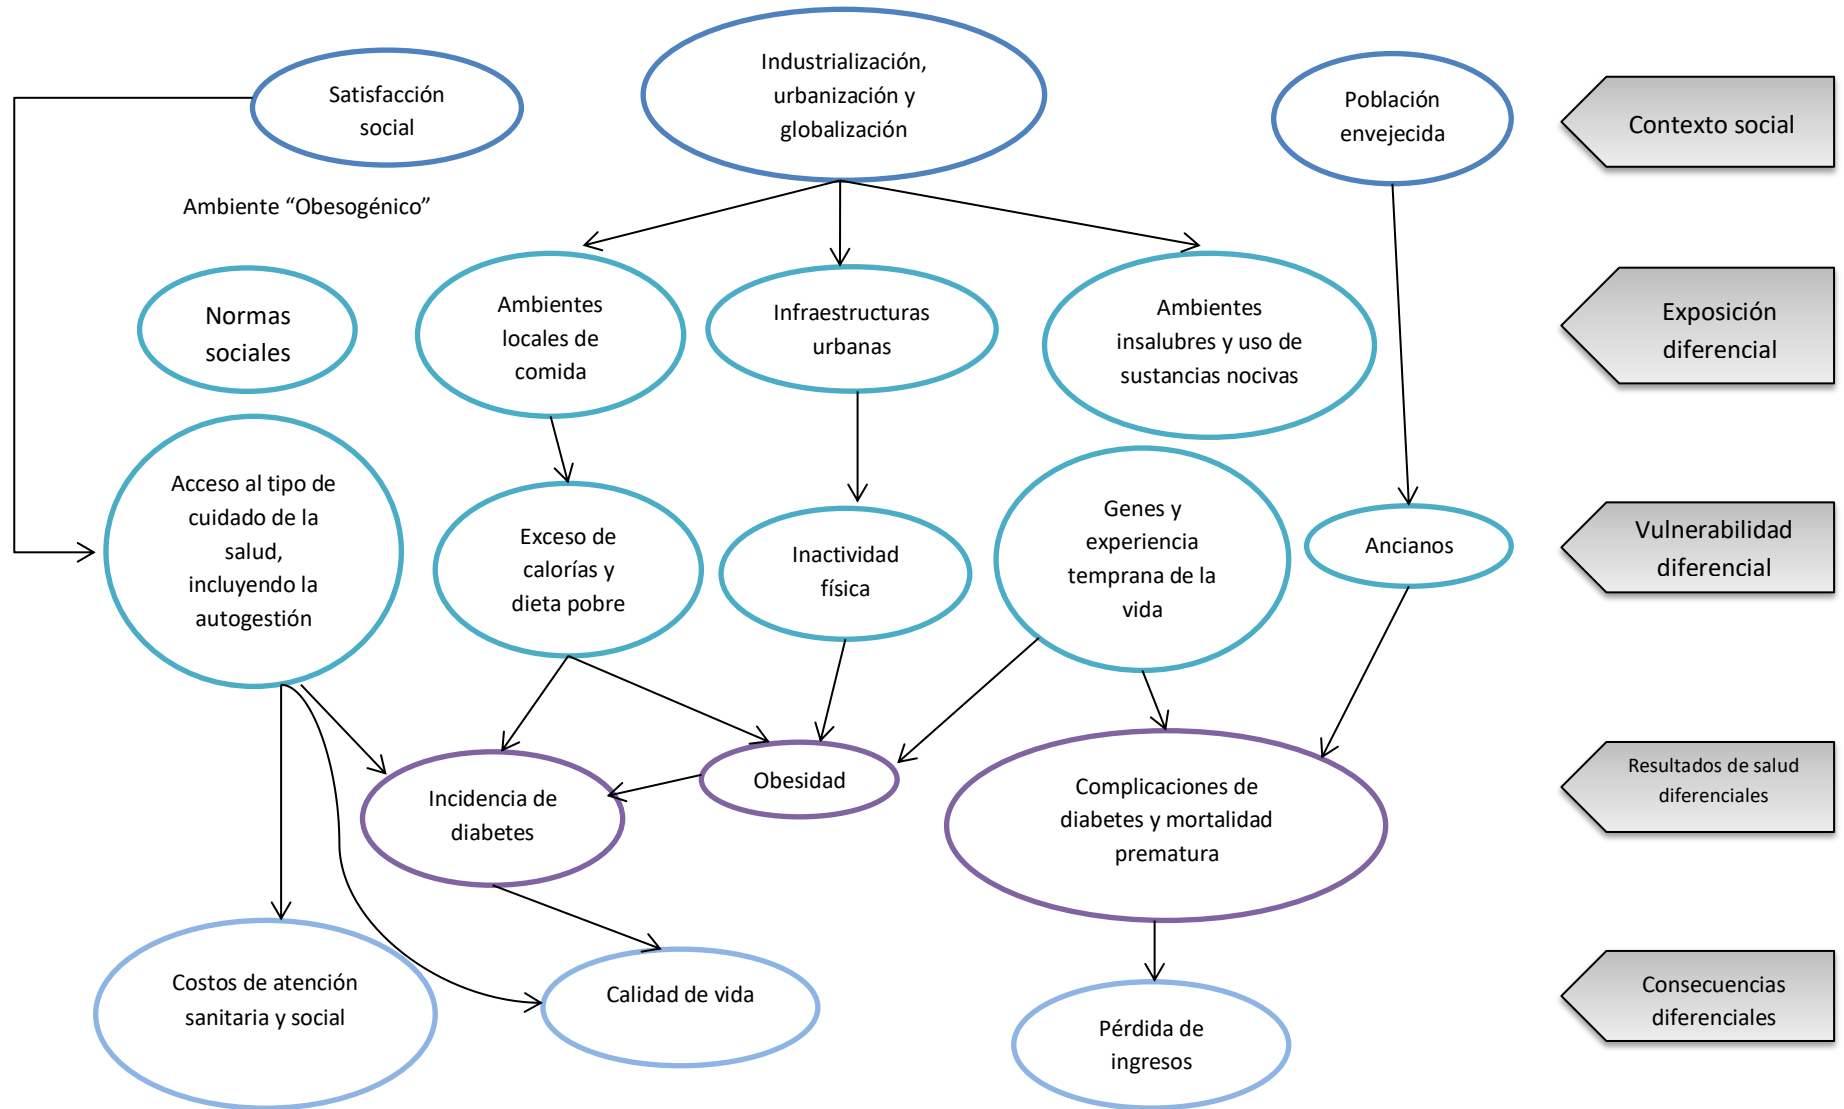 Satisfacción
social
Industrialización,
urbanización y
globalización
Población
envejecida
Contexto social
Ambiente “Obesogénico”
Normas
sociales
Ambientes
locales de
comida
Infraestructuras
urbanas
Ambientes
insalubres y uso de
sustancias nocivas
Exposición
diferencial
Acceso al tipo de
cuidado de la
salud,
incluyendo la
autogestión
Exceso de
calorías y
dieta pobre
Inactividad
física
Genes y
experiencia
temprana de la
vida
Ancianos
Vulnerabilidad
diferencial
Incidencia de
diabetes
Obesidad
Complicaciones de
diabetes y mortalidad
prematura
Resultados de salud
diferenciales
Costos de atención
sanitaria y social
Calidad de vida
Pérdida de
ingresos
Consecuencias
diferenciales